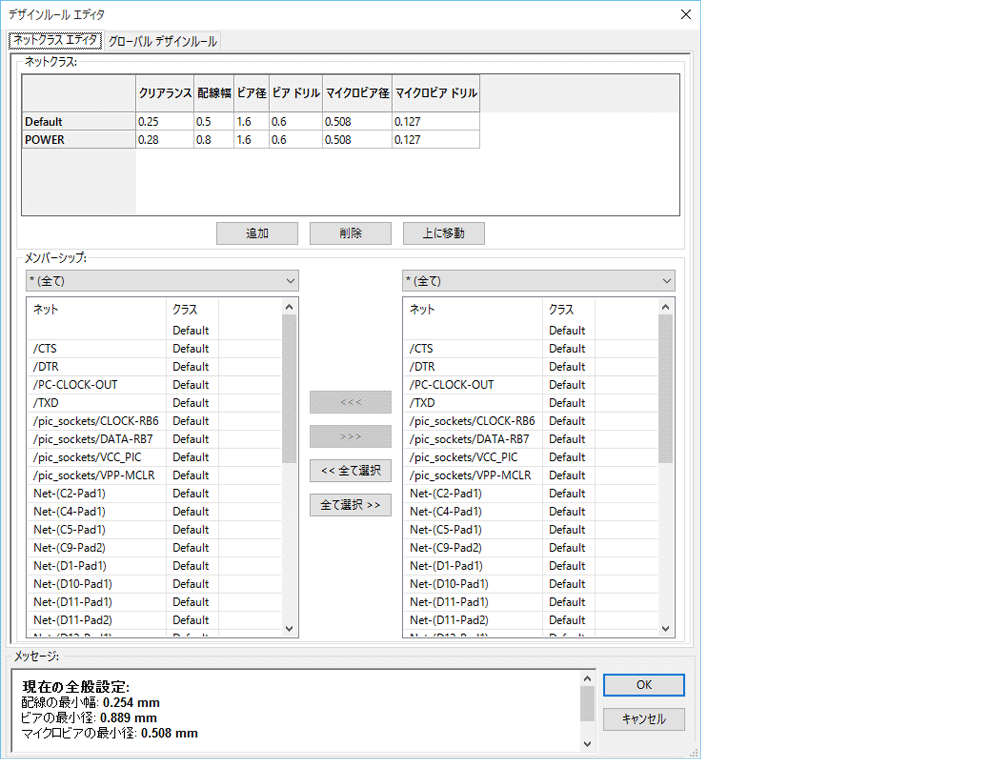 デザインルール エディタ
ネットクラス エディタ グローバル デザインルール
ネットクラス:
クリアランス 配線幅 ビア径 ビア ドリル マイクロビア径 マイクロビア ドリル
Default 0.25 0.5 1.6 0.6 0.508 0.127
POWER 0.28 0.8 1.6 0.6 0.508 0.127
追加 削除 上に移動
メンバーシップ:
* (全て) * (全て)
ネット クラス ネット クラス
Default Default
/CTS Default /CTS Default
/DTR Default /DTR Default
/PC-CLOCK-OUT Default /PC-CLOCK-OUT Default
/TXD Default <<< /TXD Default
/pic_sockets/CLOCK-RB6 Default /pic_sockets/CLOCK-RB6 Default
/pic_sockets/DATA-RB7 Default >>> /pic_sockets/DATA-RB7 Default
/pic_sockets/VCC_PIC Default /pic_sockets/VCC_PIC Default
/pic_sockets/VPP-MCLR Default << 全て選択 /pic_sockets/VPP-MCLR Default
Net-(C2-Pad1) Default Net-(C2-Pad1) Default
Net-(C4-Pad1) Default 全て選択 >> Net-(C4-Pad1) Default
Net-(C5-Pad1) Default Net-(C5-Pad1) Default
Net-(C9-Pad2) Default Net-(C9-Pad2) Default
Net-(D1-Pad1) Default Net-(D1-Pad1) Default
Net-(D10-Pad1) Default Net-(D10-Pad1) Default
Net-(D11-Pad1) Default Net-(D11-Pad1) Default
Net-(D11-Pad2) Default Net-(D11-Pad2) Default
メッセージ:
現在の全般設定:
配線の最小幅: 0.254 mm
ビアの最小径: 0.889 mm
マイクロビアの最小径: 0.508 mm
OK
キャンセル